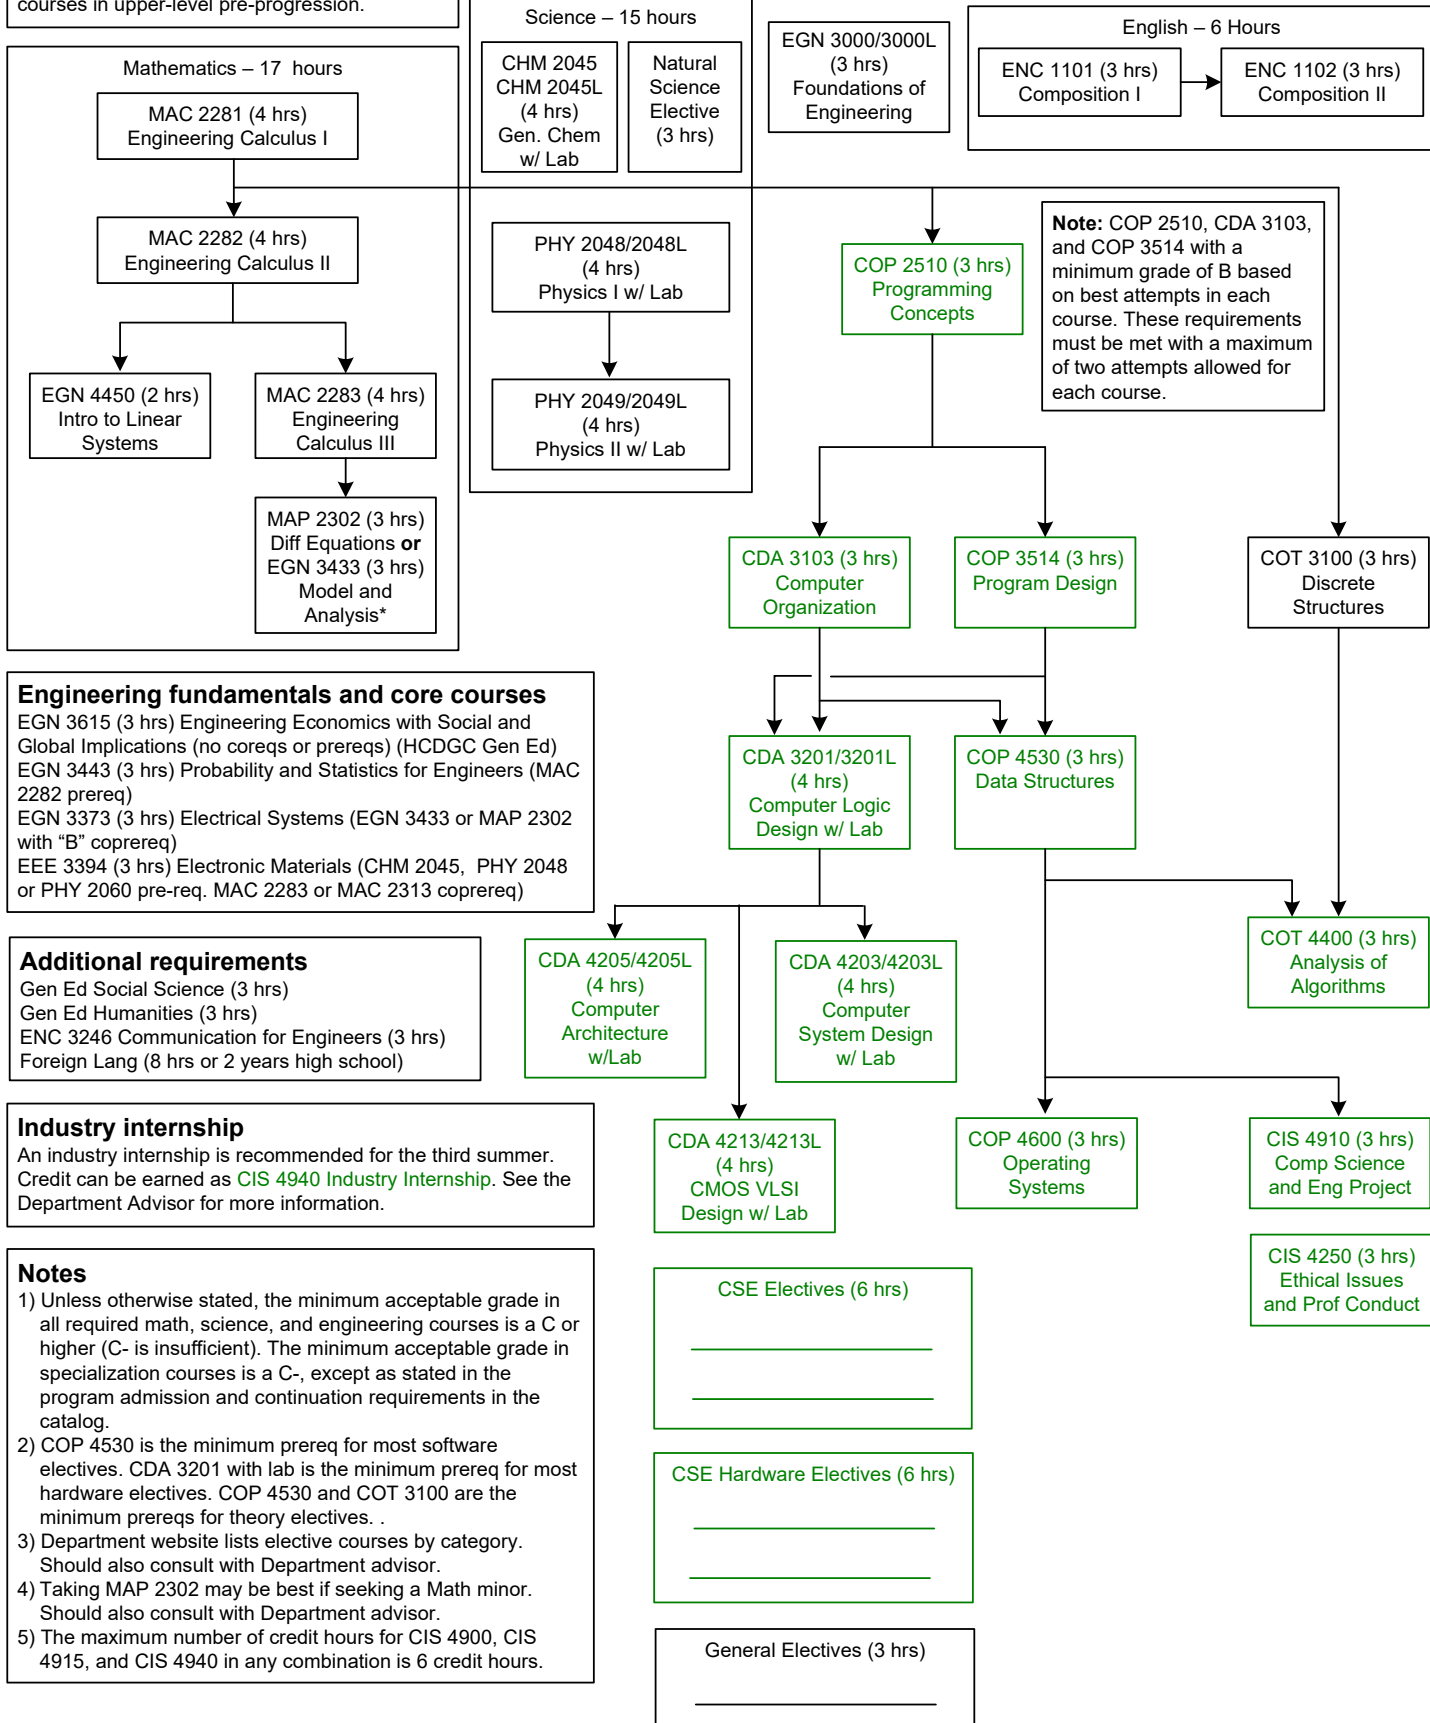 courses in upper-level pre-progression.
Mathematics – 17  hours
MAC 2281 (4 hrs)
Engineering Calculus I
MAC 2282 (4 hrs)
Engineering Calculus II
EGN 4450 (2 hrs)
Intro to Linear
Systems
MAC 2283 (4 hrs)
Engineering
Calculus III
MAP 2302 (3 hrs)
Diff Equations or
EGN 3433 (3 hrs)
Model and
Analysis*
Science – 15 hours
CHM 2045
CHM 2045L
(4 hrs)
Gen. Chem
w/ Lab
Natural
Science
Elective
(3 hrs)
PHY 2048/2048L
(4 hrs)
Physics I w/ Lab
PHY 2049/2049L
(4 hrs)
Physics II w/ Lab
EGN 3000/3000L
(3 hrs)
Foundations of
Engineering
English – 6 Hours
ENC 1101 (3 hrs)
Composition I
ENC 1102 (3 hrs)
Composition II
COP 2510 (3 hrs)
Programming
Concepts
Note: COP 2510, CDA 3103,
and COP 3514 with a
minimum grade of B based
on best attempts in each
course. These requirements
must be met with a maximum
of two attempts allowed for
each course.
CDA 3103 (3 hrs)
Computer
Organization
COP 3514 (3 hrs)
Program Design
COT 3100 (3 hrs)
Discrete
Structures
Engineering fundamentals and core courses
EGN 3615 (3 hrs) Engineering Economics with Social and
Global Implications (no coreqs or prereqs) (HCDGC Gen Ed)
EGN 3443 (3 hrs) Probability and Statistics for Engineers (MAC
2282 prereq)
EGN 3373 (3 hrs) Electrical Systems (EGN 3433 or MAP 2302
with “B” coprereq)
EEE 3394 (3 hrs) Electronic Materials (CHM 2045,  PHY 2048
or PHY 2060 pre-req. MAC 2283 or MAC 2313 coprereq)
CDA 3201/3201L
(4 hrs)
Computer Logic
Design w/ Lab
COP 4530 (3 hrs)
Data Structures
Additional requirements
Gen Ed Social Science (3 hrs)
Gen Ed Humanities (3 hrs)
ENC 3246 Communication for Engineers (3 hrs)
Foreign Lang (8 hrs or 2 years high school)
CDA 4205/4205L
(4 hrs)
Computer
Architecture
w/Lab
CDA 4203/4203L
(4 hrs)
Computer
System Design
w/ Lab
COT 4400 (3 hrs)
Analysis of
Algorithms
Industry internship
An industry internship is recommended for the third summer.
Credit can be earned as CIS 4940 Industry Internship. See the
Department Advisor for more information.
CDA 4213/4213L
(4 hrs)
CMOS VLSI
Design w/ Lab
COP 4600 (3 hrs)
Operating
Systems
CIS 4910 (3 hrs)
Comp Science
and Eng Project
CIS 4250 (3 hrs)
Ethical Issues
and Prof Conduct
Notes
1) Unless otherwise stated, the minimum acceptable grade in
all required math, science, and engineering courses is a C or
higher (C- is insufficient). The minimum acceptable grade in
specialization courses is a C-, except as stated in the
program admission and continuation requirements in the
catalog.
2) COP 4530 is the minimum prereq for most software
electives. CDA 3201 with lab is the minimum prereq for most
hardware electives. COP 4530 and COT 3100 are the
minimum prereqs for theory electives. .
3) Department website lists elective courses by category.
Should also consult with Department advisor.
4) Taking MAP 2302 may be best if seeking a Math minor.
Should also consult with Department advisor.
5) The maximum number of credit hours for CIS 4900, CIS
4915, and CIS 4940 in any combination is 6 credit hours.
CSE Electives (6 hrs)
CSE Hardware Electives (6 hrs)
General Electives (3 hrs)